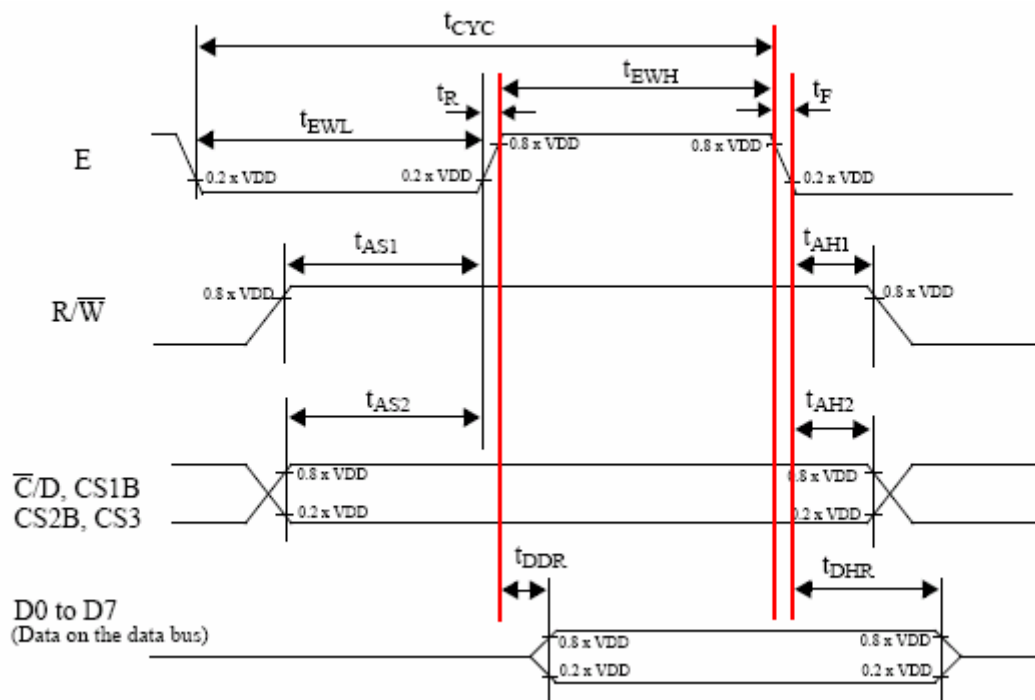 tCYC
tEWH
tR
tF
tEWL
E
0.8 x VDD
0.8 x VDD
0.2 x VDD
0.2 x VDD
0.2 x VDD
tAS1
tAH1
R/W̅
0.8 x VDD
0.8 x VDD
tAS2
tAH2
C̅/D, CS1B
0.8 x VDD
0.8 x VDD
CS2B, CS3
0.2 x VDD
0.2 x VDD
tDDR
tDHR
D0 to D7
(Data on the data bus)
0.8 x VDD
0.8 x VDD
0.2 x VDD
0.2 x VDD